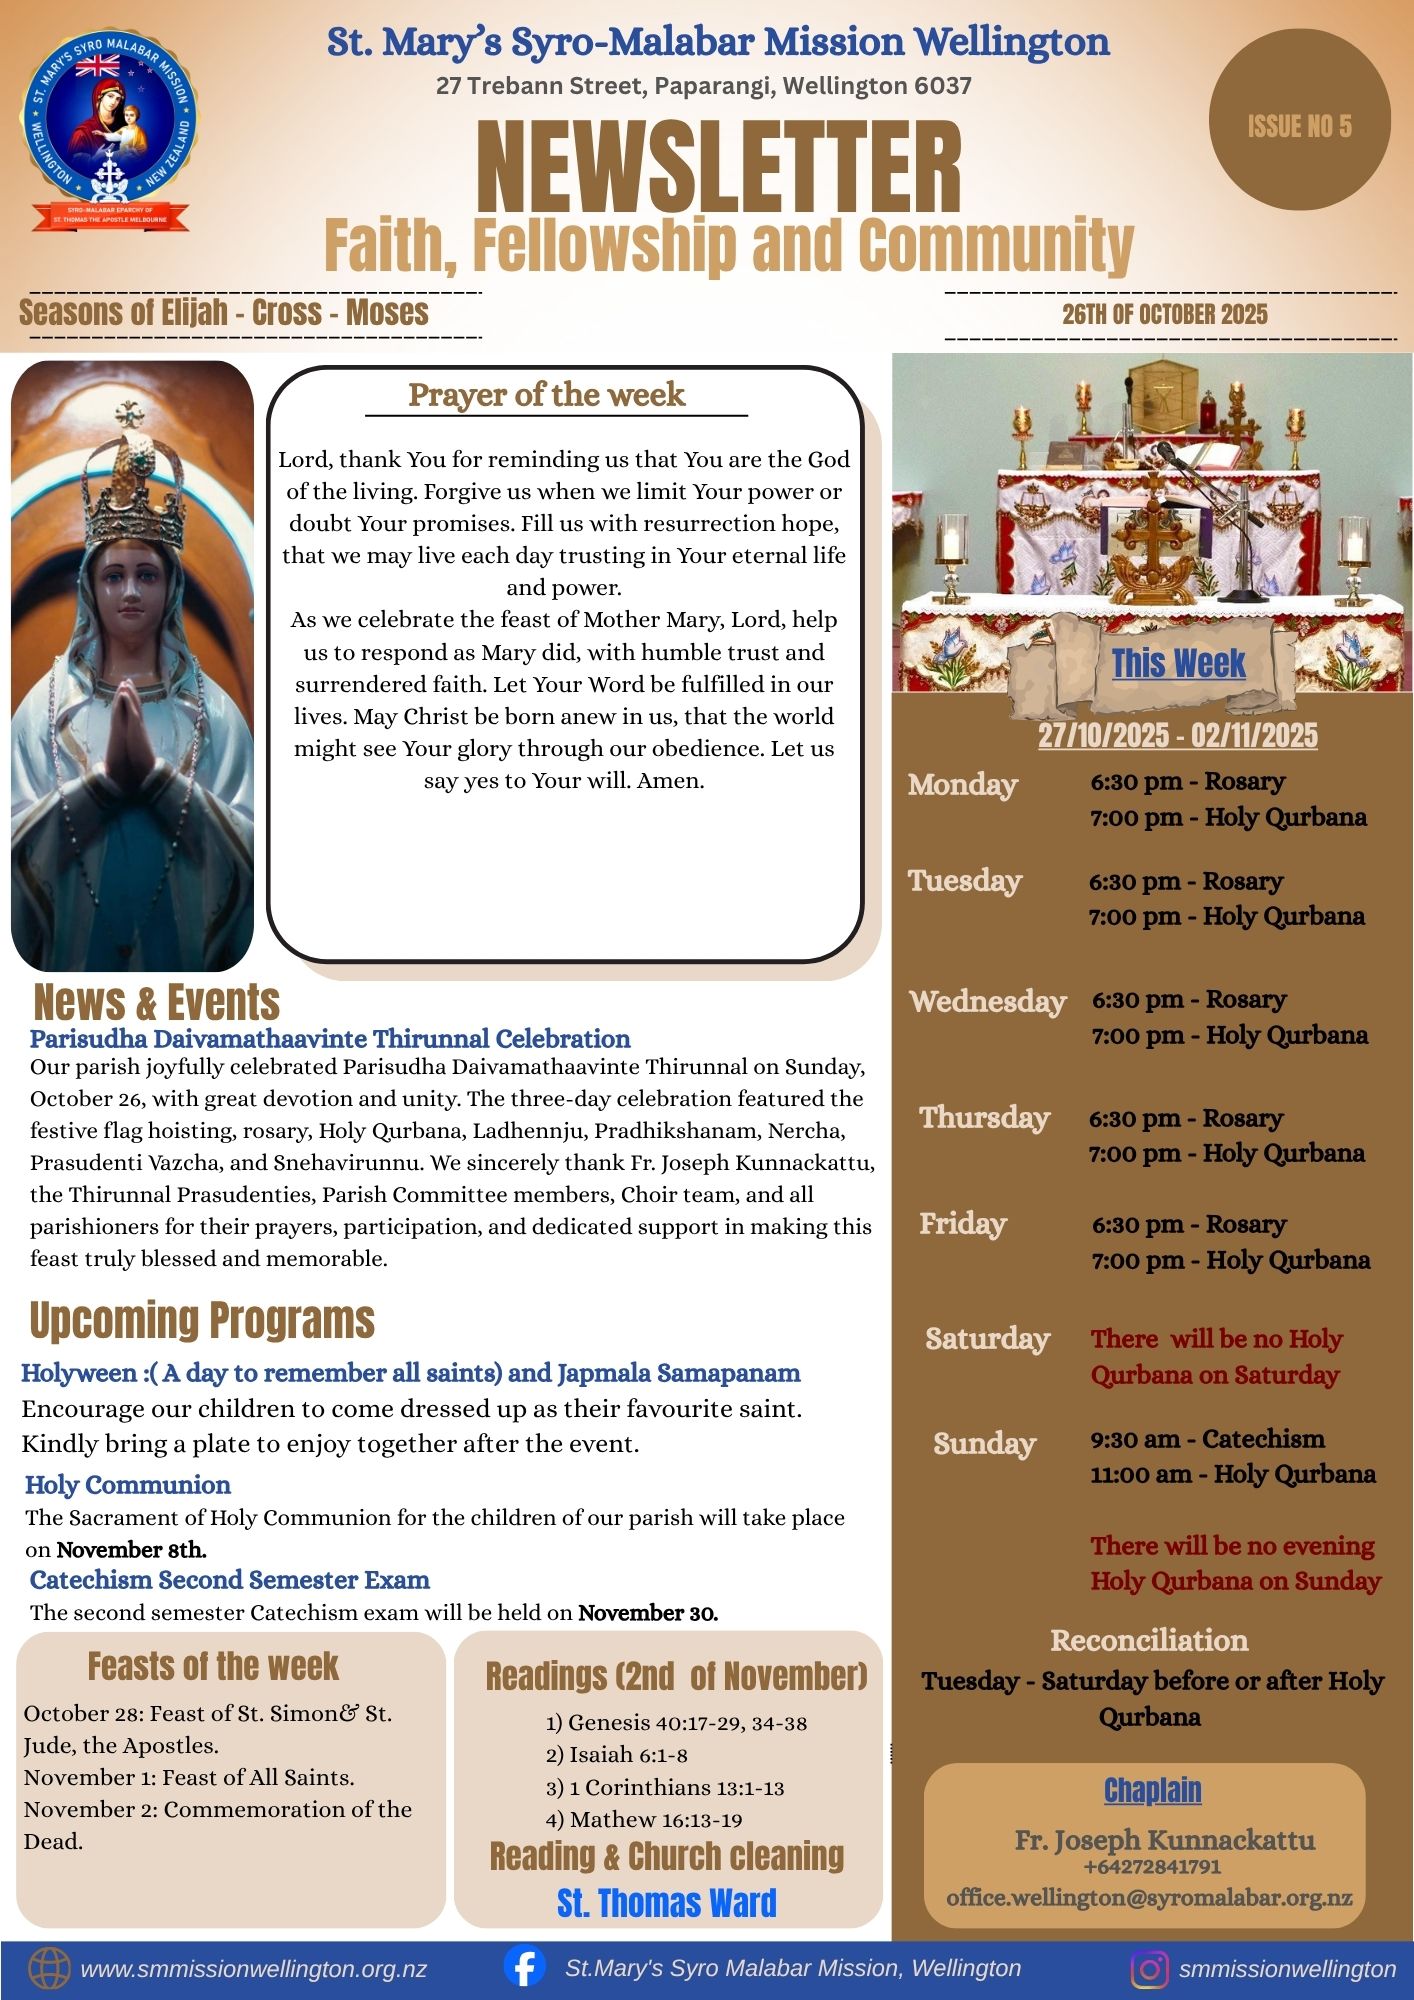 ST. MARY'S SYRO MALABAR MISSION
WELLINGTON
NEW ZEALAND
SYRO-MALABAR EPARCHY OF
ST. THOMAS THE APOSTLE MELBOURNE
St. Mary's Syro-Malabar Mission Wellington
27 Trebann Street, Paparangi, Wellington 6037
NEWSLETTER
Faith, Fellowship and Community
ISSUE NO 5
Seasons of Elijah - Cross - Moses
26TH OF OCTOBER 2025
Prayer of the week
Lord, thank You for reminding us that You are the God
of the living. Forgive us when we limit Your power or
doubt Your promises. Fill us with resurrection hope,
that we may live each day trusting in Your eternal life
and power.
As we celebrate the feast of Mother Mary, Lord, help
us to respond as Mary did, with humble trust and
surrendered faith. Let Your Word be fulfilled in our
lives. May Christ be born anew in us, that the world
might see Your glory through our obedience. Let us
say yes to Your will. Amen.
News & Events
Parisudha Daivamathaavinte Thirunnal Celebration
Our parish joyfully celebrated Parisudha Daivamathaavinte Thirunnal on Sunday,
October 26, with great devotion and unity. The three-day celebration featured the
festive flag hoisting, rosary, Holy Qurbana, Ladhennju, Pradhikshanam, Nercha,
Prasudenti Vazcha, and Snehavirunnu. We sincerely thank Fr. Joseph Kunnackattu,
the Thirunnal Prasudenties, Parish Committee members, Choir team, and all
parishioners for their prayers, participation, and dedicated support in making this
feast truly blessed and memorable.
Upcoming Programs
Holyween :( A day to remember all saints) and Japmala Samapanam
Encourage our children to come dressed up as their favourite saint.
Kindly bring a plate to enjoy together after the event.
Holy Communion
The Sacrament of Holy Communion for the children of our parish will take place
on November 8th.
Catechism Second Semester Exam
The second semester Catechism exam will be held on November 30.
Feasts of the week
October 28: Feast of St. Simon& St.
Jude, the Apostles.
November 1: Feast of All Saints.
November 2: Commemoration of the
Dead.
Readings (2nd of November)
1) Genesis 40:17-29, 34-38
2) Isaiah 6:1-8
3) 1 Corinthians 13:1-13
4) Mathew 16:13-19
Reading & Church cleaning
St. Thomas Ward
This Week
27/10/2025 - 02/11/2025
Monday 6:30 pm - Rosary
7:00 pm - Holy Qurbana
Tuesday 6:30 pm - Rosary
7:00 pm - Holy Qurbana
Wednesday 6:30 pm - Rosary
7:00 pm - Holy Qurbana
Thursday 6:30 pm - Rosary
7:00 pm - Holy Qurbana
Friday 6:30 pm - Rosary
7:00 pm - Holy Qurbana
Saturday There will be no Holy
Qurbana on Saturday
Sunday 9:30 am - Catechism
11:00 am - Holy Qurbana
There will be no evening
Holy Qurbana on Sunday
Reconciliation
Tuesday - Saturday before or after Holy
Qurbana
Chaplain
Fr. Joseph Kunnackattu
+64272841791
office.wellington@syromalabar.org.nz
www.smmissionwellington.org.nz
St.Mary's Syro Malabar Mission, Wellington
smmissionwellington